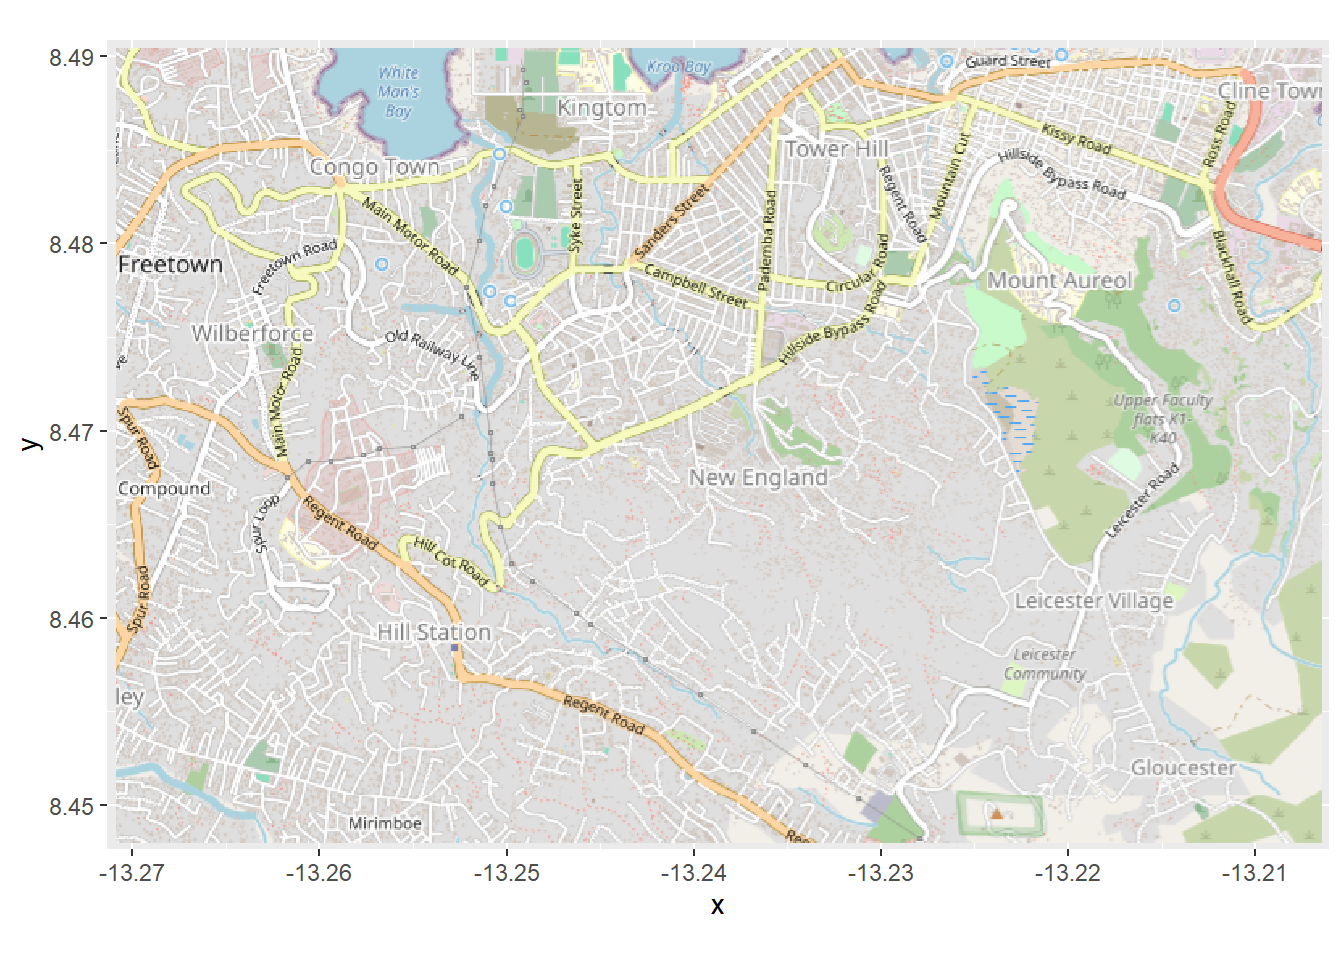 8.49
8.48
8.47
8.46
8.45
y
White
Man's
Bay
Kroo Bay
Guard Street
Cline Town
Kingtom
Congo Town
Tower Hill
Kissy Road
Ross Road
Hillside Bypass Road
Mountain Cut
Regent Road
Main Motor Road
Syke Street
Sanders Street
Pademba Road
Freetown
Freetown Road
Campbell Street
Circular Road
Mount Aureol
Blackhall Road
Wilberforce
Old Railway Line
Hillside Bypass Road
Main Motor Road
Upper Faculty
flats K1-
K40
Spur Road
Compound
New England
Spur Loop
Regent Road
Leicester Road
Hill Cot Road
Spur Road
Leicester Village
Hill Station
Leicester
Community
ley
Regent Road
Gloucester
Mirimboe
Reg
-13.27
-13.26
-13.25
-13.24
-13.23
-13.22
-13.21
x